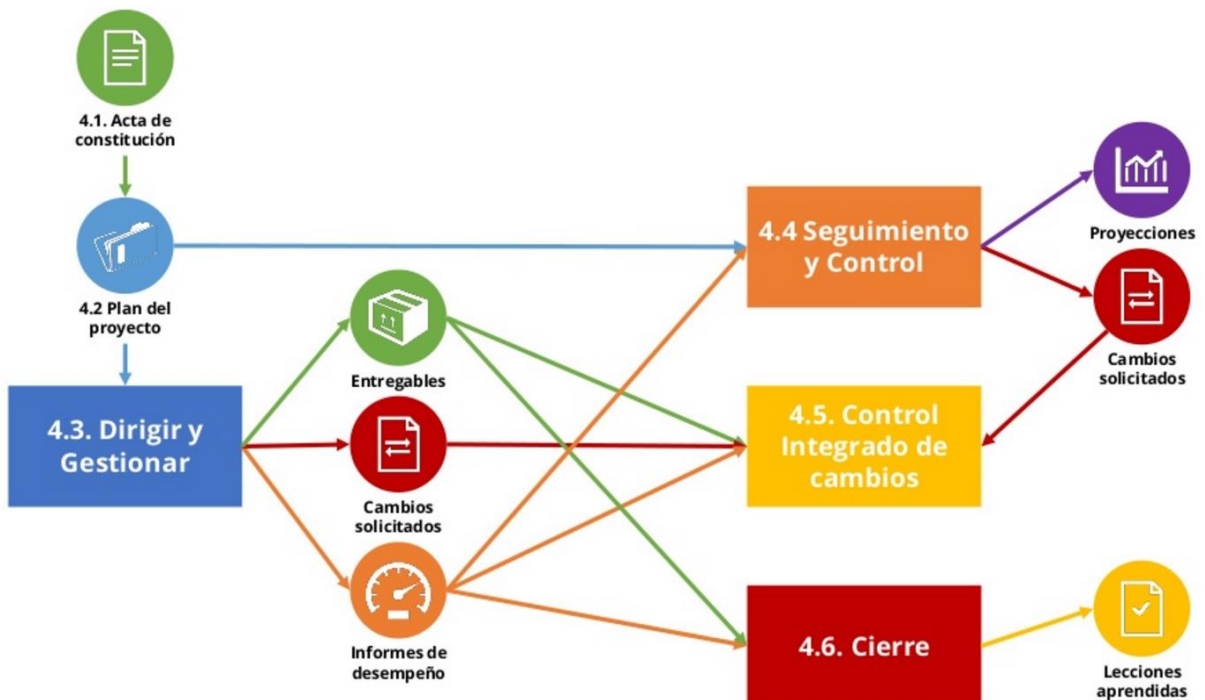 4.1. Acta de
constitución
4.2 Plan del
proyecto
4.3. Dirigir y
Gestionar
Entregables
Cambios
solicitados
Informes de
desempeño
4.4 Seguimiento
y Control
4.5. Control
Integrado de
cambios
4.6. Cierre
Proyecciones
Cambios
solicitados
Lecciones
aprendidas